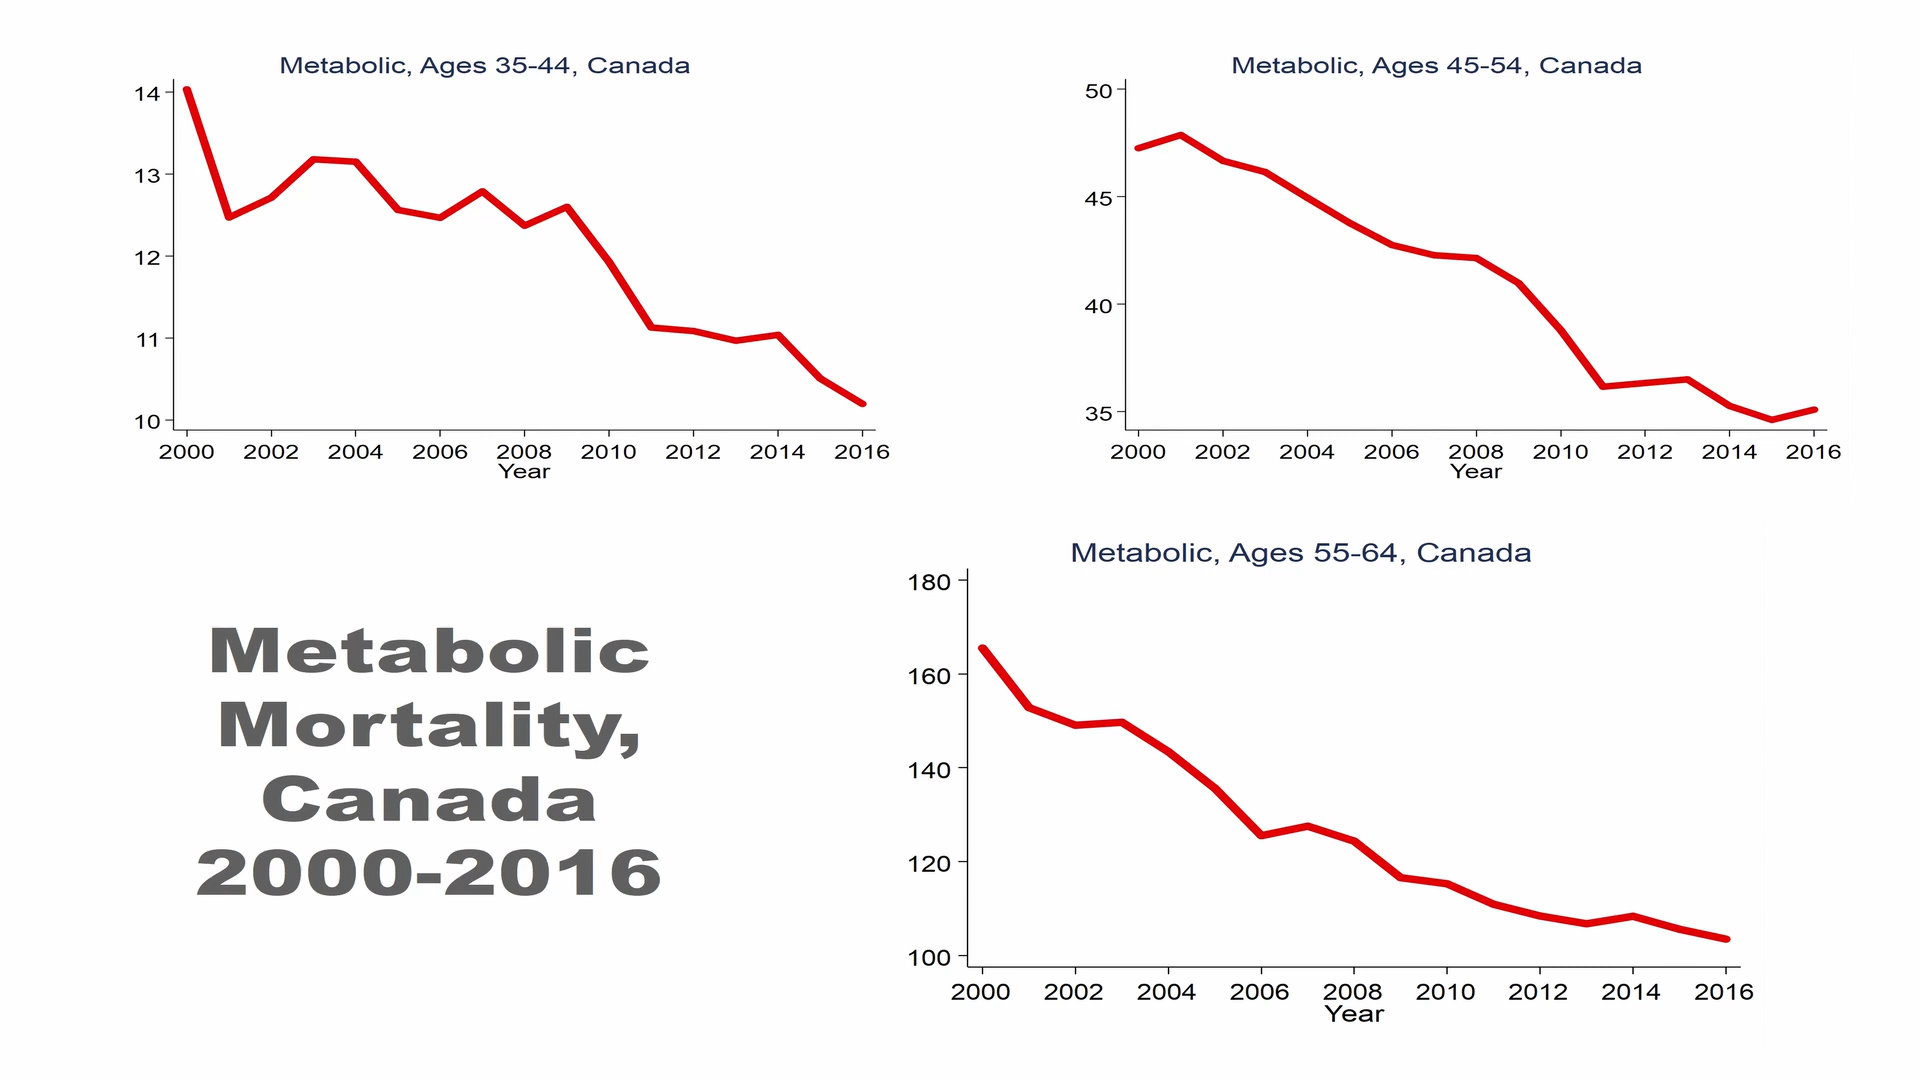 Metabolic, Ages 35-44, Canada
14
13
12
11
10
2000 2002 2004 2006 2008 2010 2012 2014 2016
Year
Metabolic, Ages 45-54, Canada
50
45
40
35
2000 2002 2004 2006 2008 2010 2012 2014 2016
Year
Metabolic
Mortality,
Canada
2000-2016
Metabolic, Ages 55-64, Canada
180
160
140
120
100
2000 2002 2004 2006 2008 2010 2012 2014 2016
Year